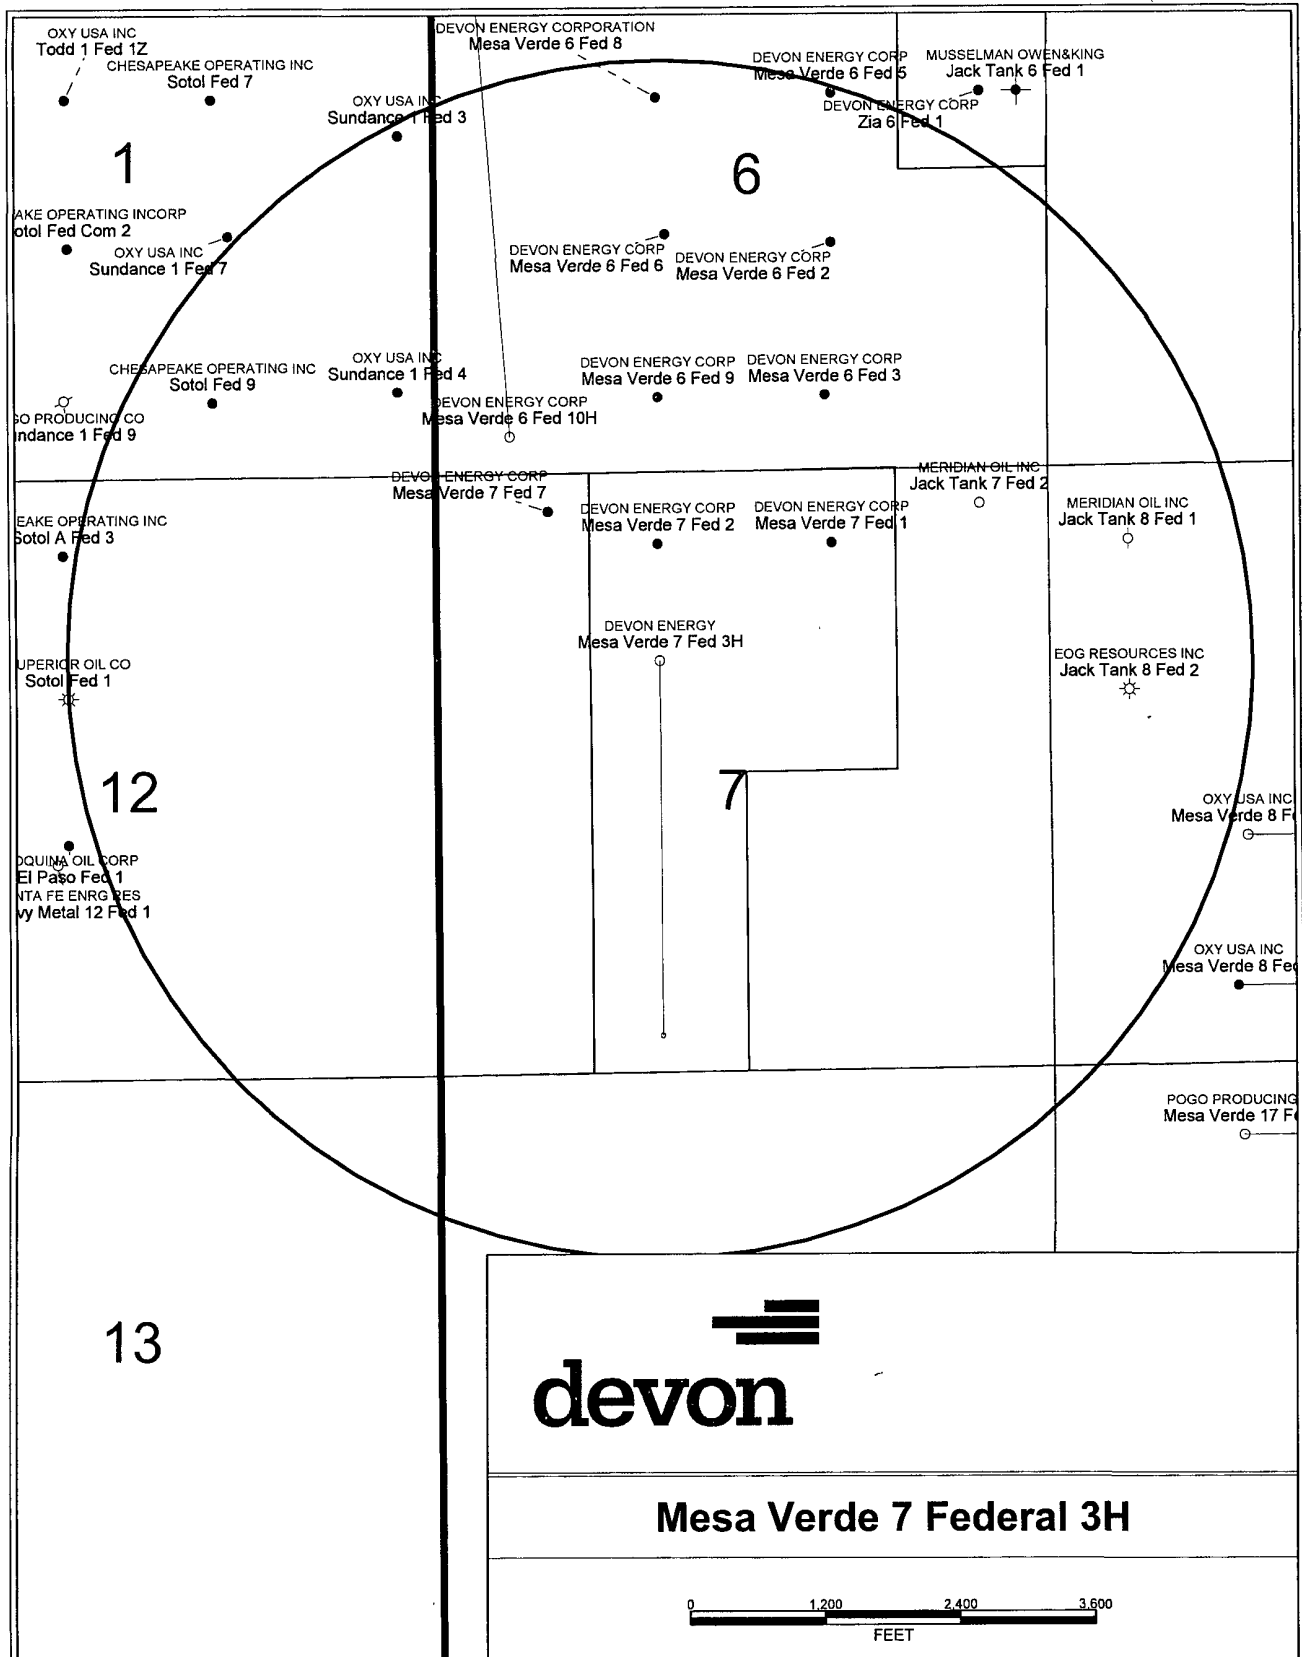 OXY USA INC
Todd 1 Fed 1Z
CHESAPEAKE OPERATING INC
Sotol Fed 7
OXY USA INC
Sundance 1 Fed 3
DEVON ENERGY CORPORATION
Mesa Verde 6 Fed 8
DEVON ENERGY CORP
Mesa Verde 6 Fed 5
MUSSELMAN OWEN&KING
Jack Tank 6 Fed 1
DEVON ENERGY CORP
Zia 6 Fed 1
1
6
AKE OPERATING INCORP
otol Fed Com 2
OXY USA INC
Sundance 1 Fed 7
DEVON ENERGY CORP
Mesa Verde 6 Fed 6
DEVON ENERGY CORP
Mesa Verde 6 Fed 2
CHESAPEAKE OPERATING INC
Sotol Fed 9
OXY USA INC
Sundance 1 Fed 4
DEVON ENERGY CORP
Mesa Verde 6 Fed 9
DEVON ENERGY CORP
Mesa Verde 6 Fed 3
GO PRODUCING CO
indance 1 Fed 9
DEVON ENERGY CORP
Mesa Verde 6 Fed 10H
DEVON ENERGY CORP
Mesa Verde 7 Fed 7
MERIDIAN OIL INC
Jack Tank 7 Fed 2
EAKE OPERATING INC
Sotol A Fed 3
DEVON ENERGY CORP
Mesa Verde 7 Fed 2
DEVON ENERGY CORP
Mesa Verde 7 Fed 1
MERIDIAN OIL INC
Jack Tank 8 Fed 1
DEVON ENERGY
Mesa Verde 7 Fed 3H
UPERIOR OIL CO
Sotol Fed 1
EOG RESOURCES INC
Jack Tank 8 Fed 2
12
7
OXY USA INC
Mesa Verde 8 Fe
OQUINA OIL CORP
El Paso Fed 1
NTA FE ENRG RES
vy Metal 12 Fed 1
OXY USA INC
Mesa Verde 8 Fed
POGO PRODUCING
Mesa Verde 17 Fe
13
devon
Mesa Verde 7 Federal 3H
0 1,200 2,400 3,600
FEET